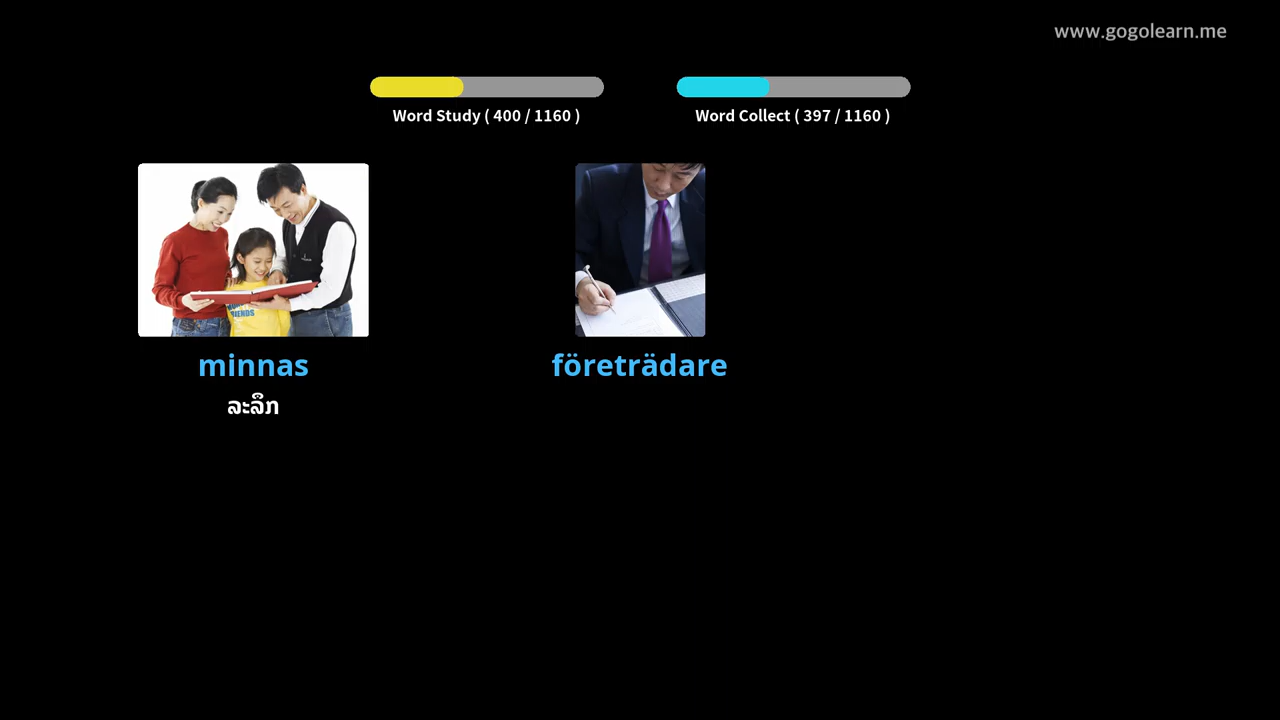 www.gogolearn.me
Word Study ( 400 / 1160 )
Word Collect ( 397 / 1160 )
minnas
företrädare
ລະລຶກ